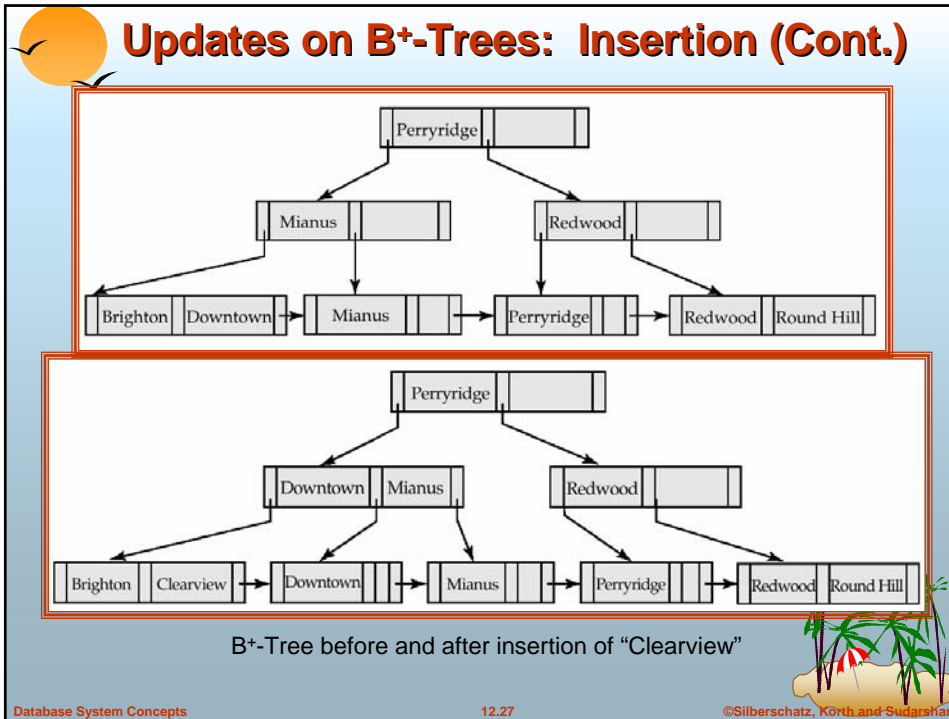 Updates on B+-Trees: Insertion (Cont.)
Perryridge
Mianus Redwood
Brighton Downtown Mianus Perryridge Redwood Round Hill
Perryridge
Downtown Mianus Redwood
Brighton Clearview Downtown Mianus Perryridge Redwood Round Hill
B+-Tree before and after insertion of “Clearview”
Database System Concepts 12.27 ©Silberschatz, Korth and Sudarshan